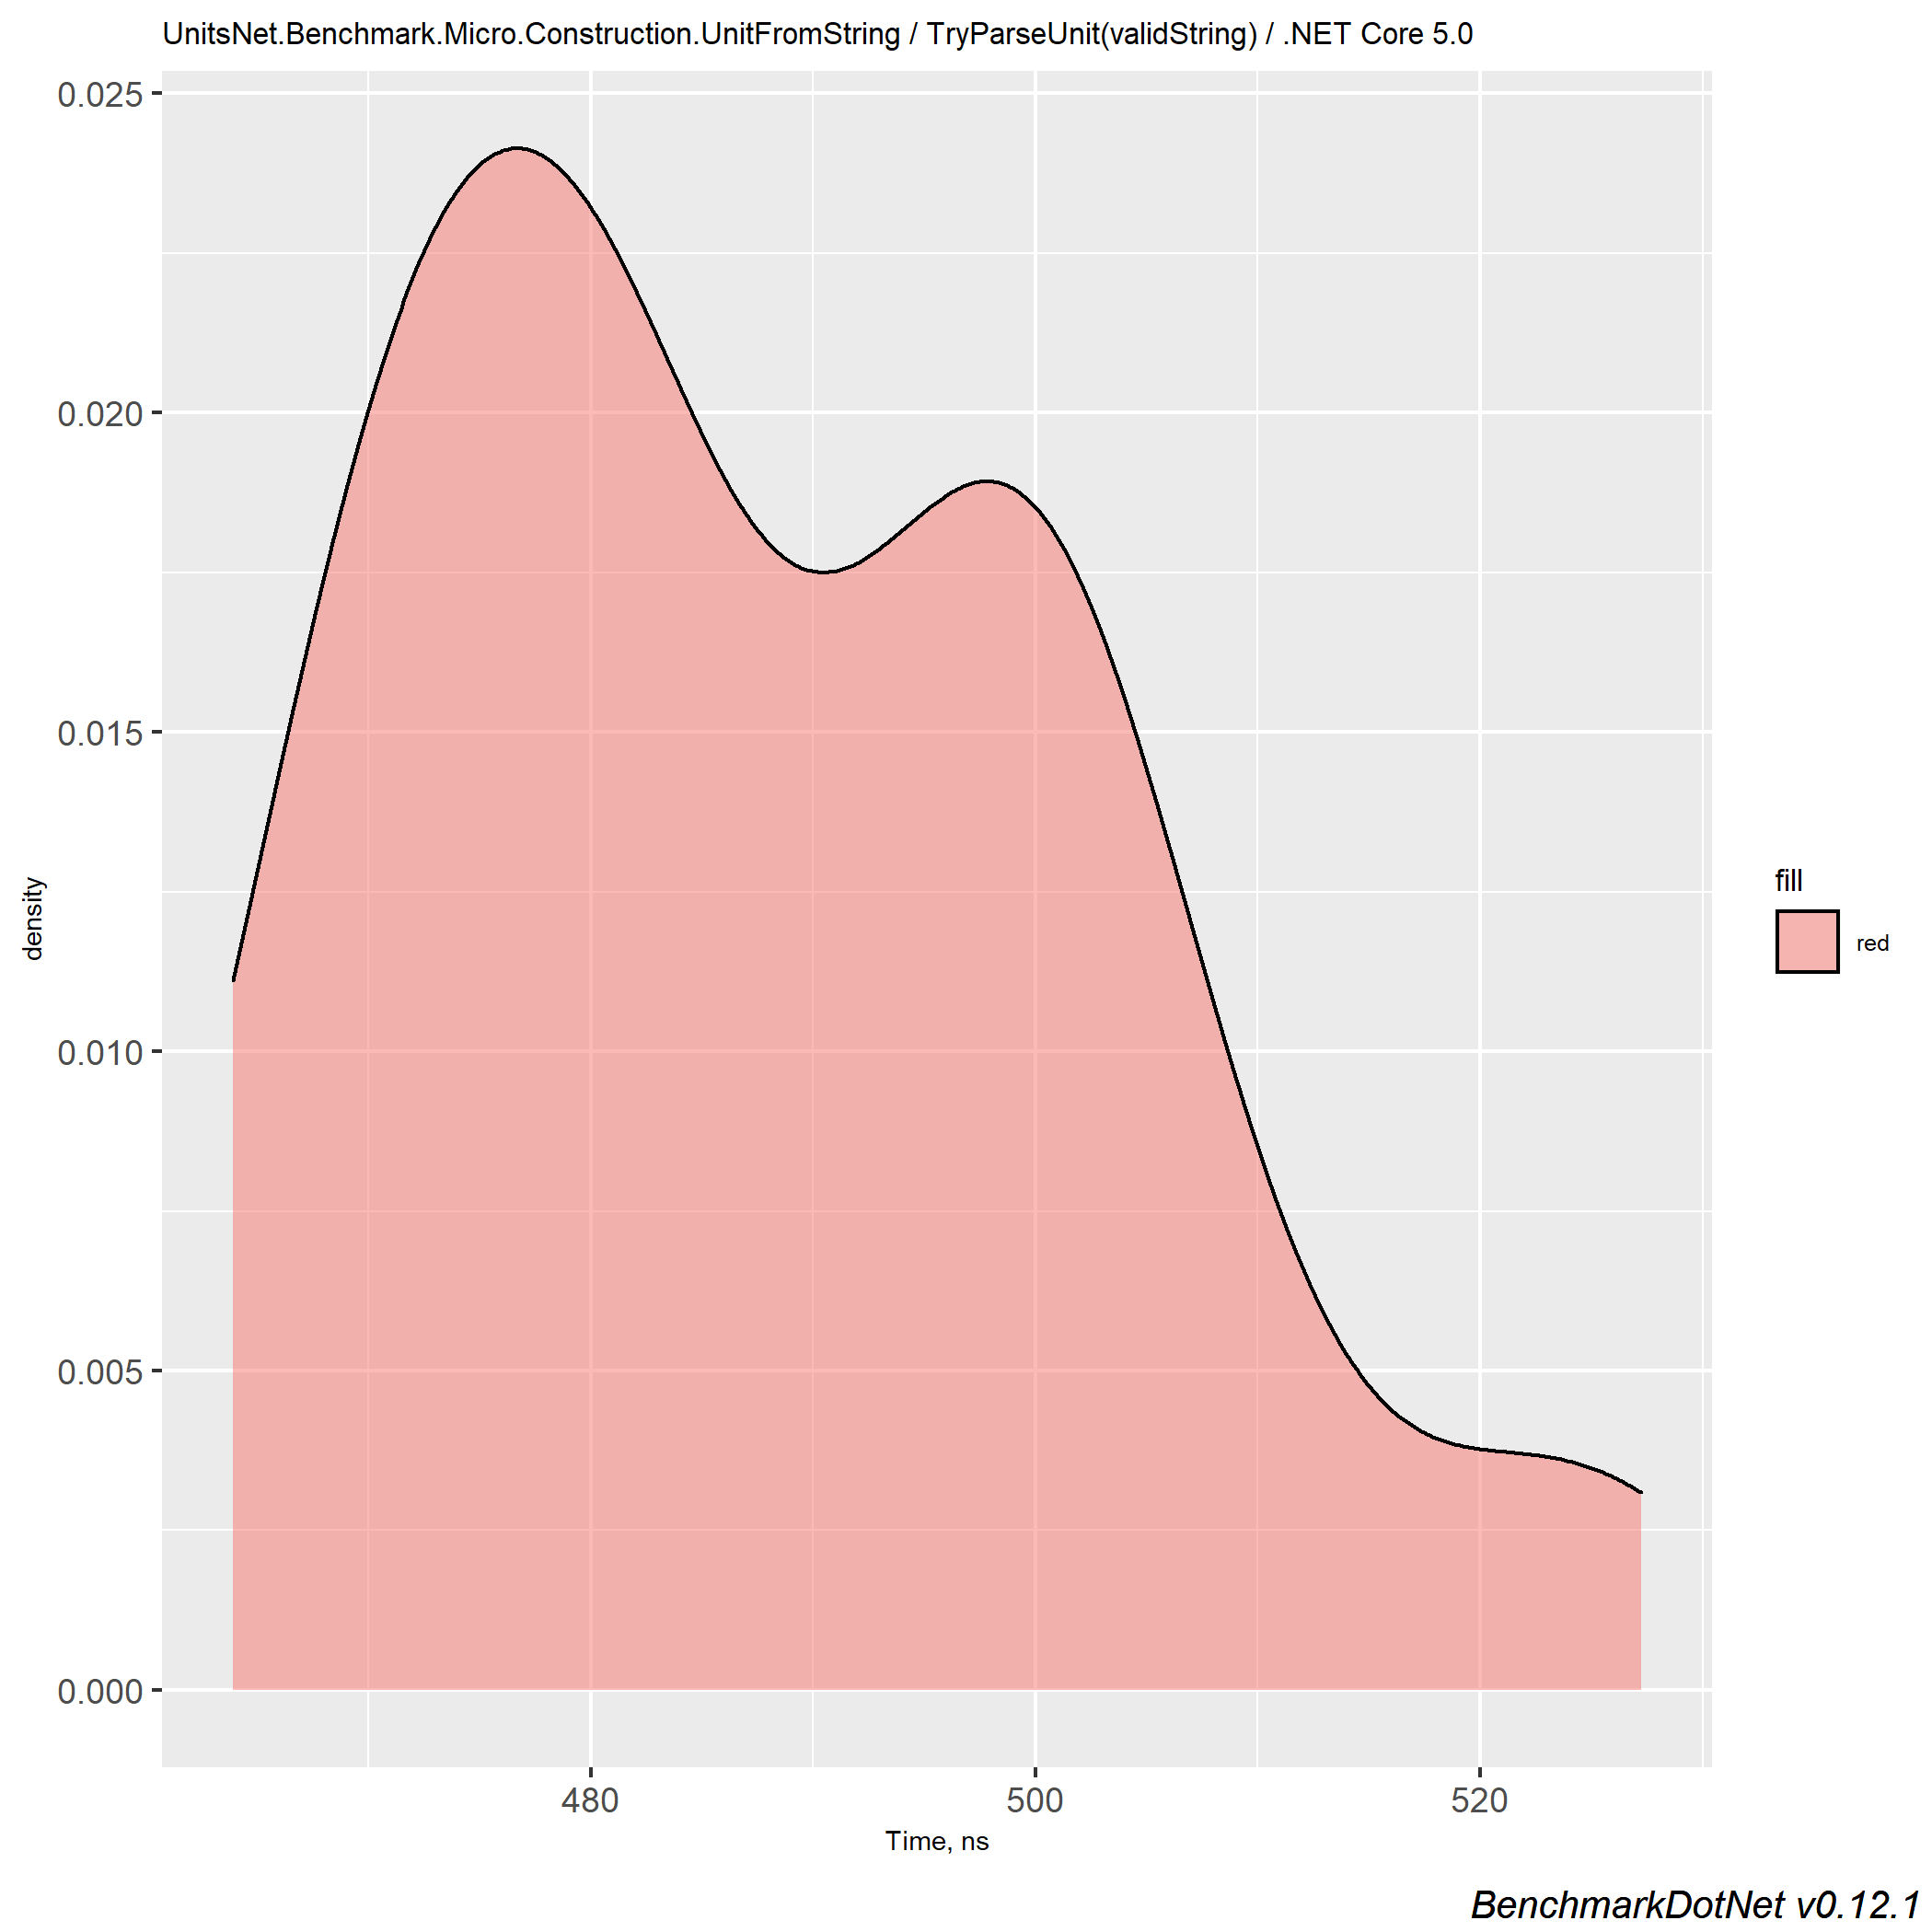 UnitsNet.Benchmark.Micro.Construction.UnitFromString / TryParseUnit(validString) / .NET Core 5.0
0.025
0.020
0.015
0.010
0.005
0.000
density
480
500
520
Time, ns
fill
red
BenchmarkDotNet v0.12.1